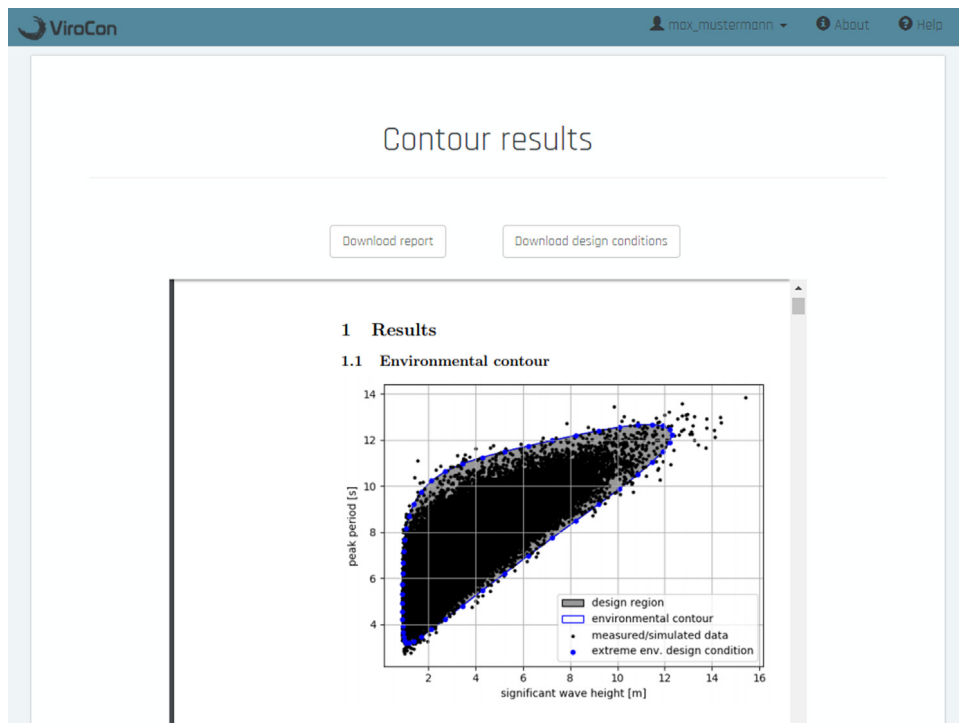 ViroCon
max_mustermann
About
Help
Contour results
Download report
Download design conditions
1 Results
1.1 Environmental contour
14
12
10
8
6
4
peak period [s]
design region
environmental contour
measured/simulated data
extreme env. design condition
2 4 6 8 10 12 14 16
significant wave height [m]